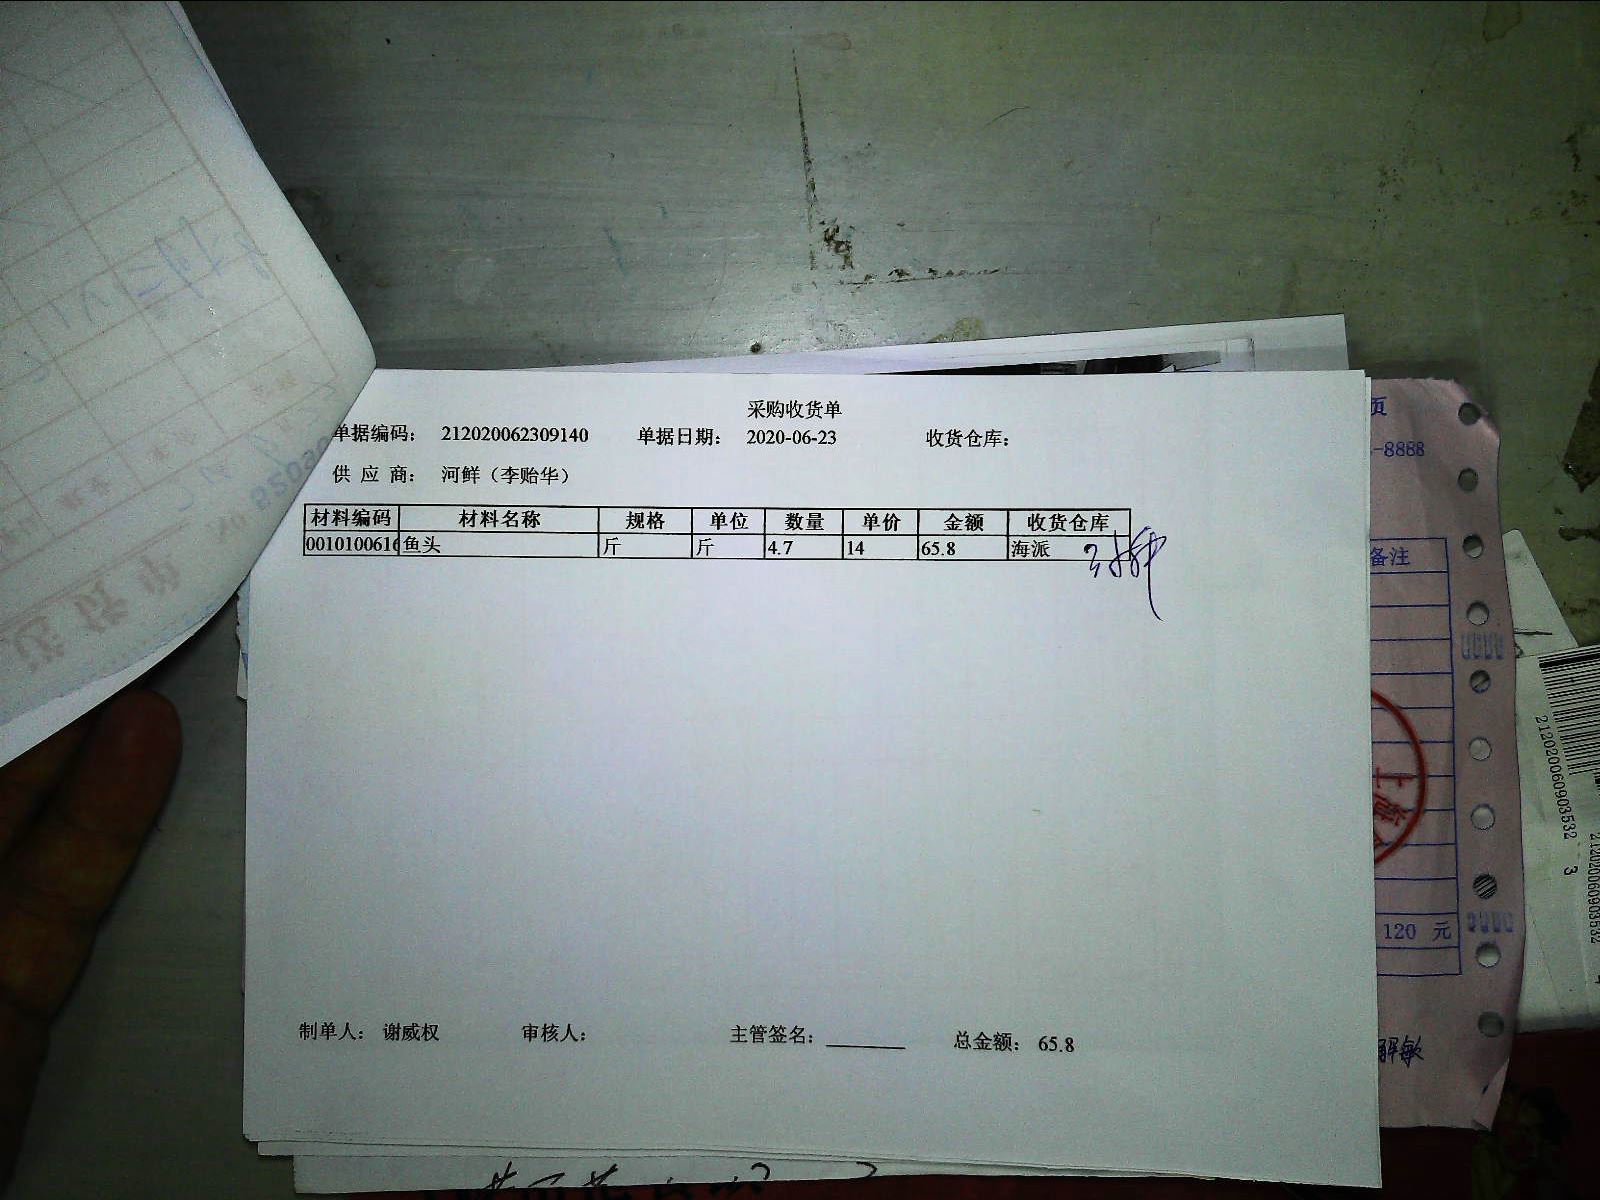 采购收货单
单据编码： 212020062309140 单据日期： 2020-06-23 收货仓库：
供 应 商： 河鲜（李贻华）
材料编码 材料名称 规格 单位 数量 单价 金额 收货仓库
0010100616 鱼头 斤 斤 4.7 14 65.8 海派
制单人： 谢威权 审核人： 主管签名： 总金额： 65.8
页
-8888
备注
120 元
212020060903532 3
212020060903532